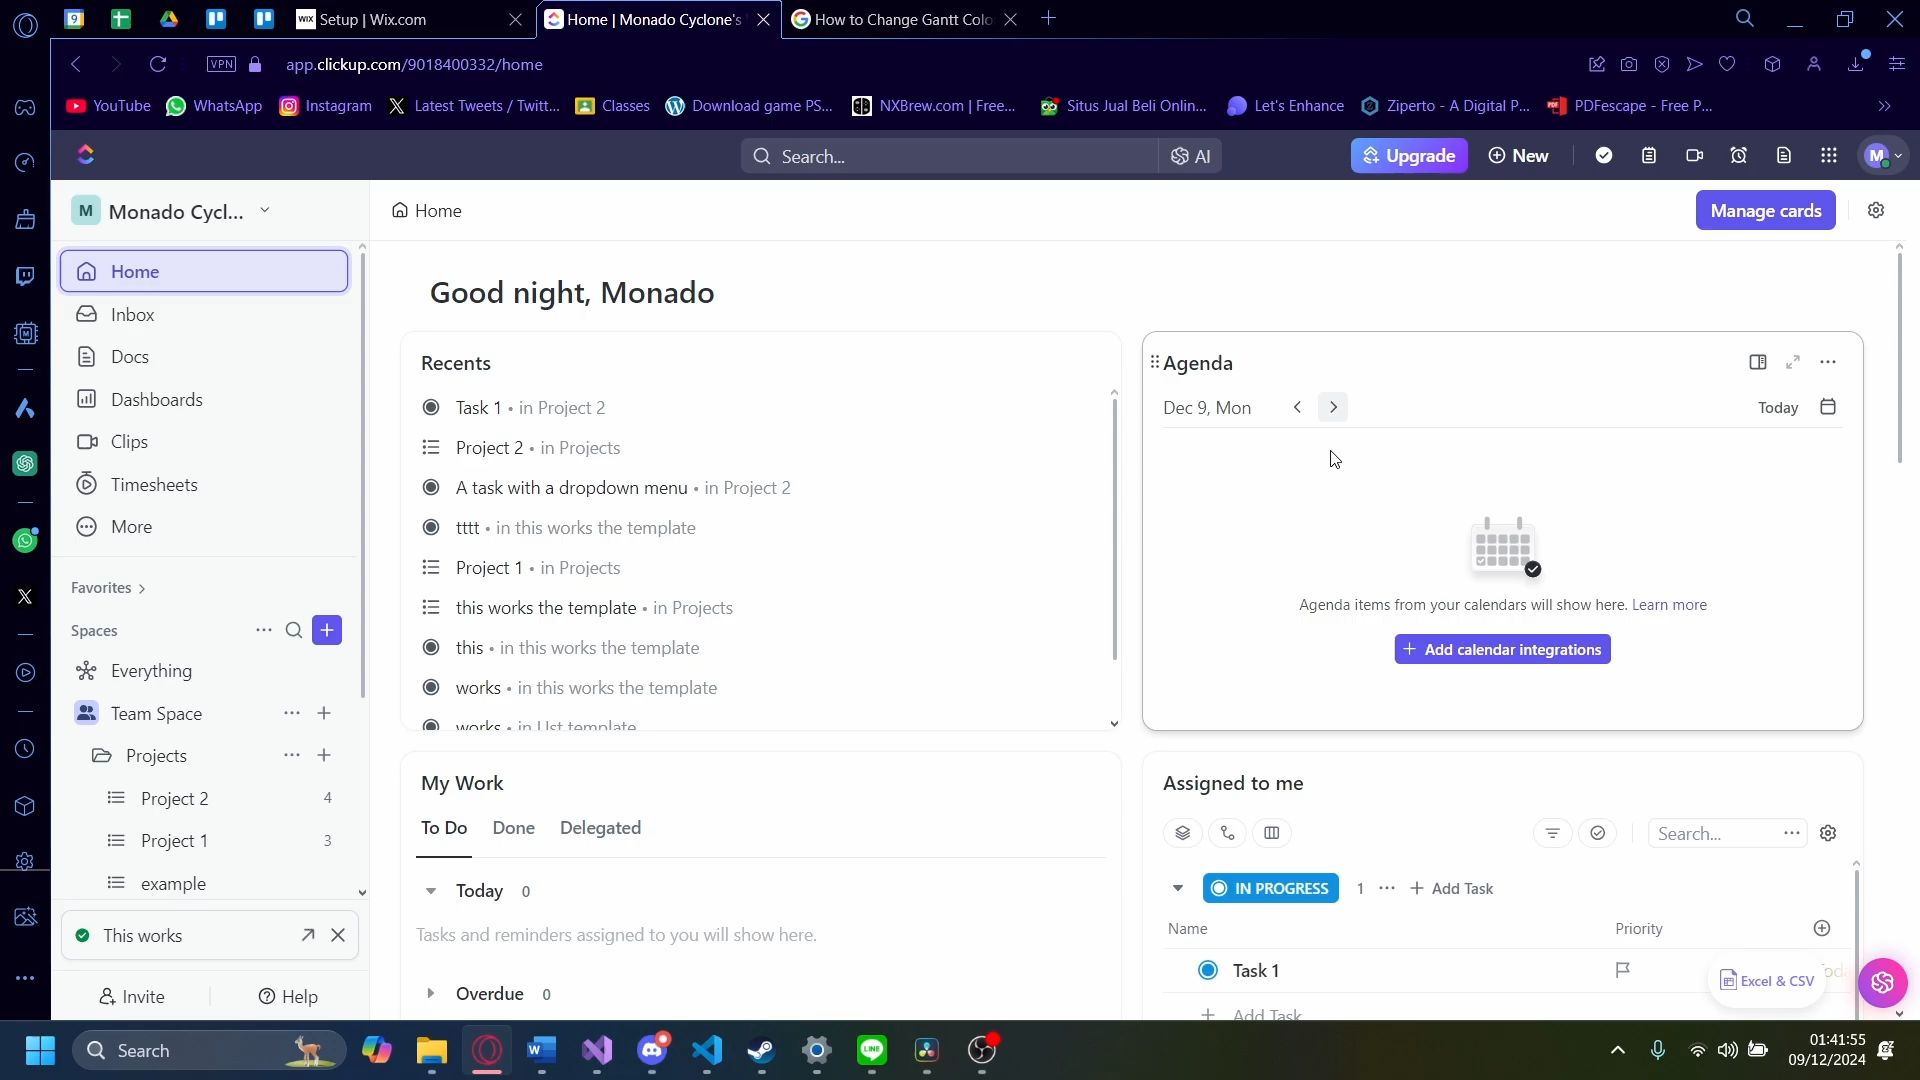 9
WIX Setup | Wix.com
Home | Monado Cyclone's
How to Change Gantt Colo
VPN
app.clickup.com/9018400332/home
YouTube
WhatsApp
Instagram
Latest Tweets / Twitt...
Classes
Download game PS...
NXBrew.com | Free...
Situs Jual Beli Onlin...
Let's Enhance
Ziperto - A Digital P...
PDFescape - Free P...
Search...
AI
Upgrade
New
M
M Monado Cycl...
Home
Manage cards
Home
Inbox
Docs
Dashboards
Clips
Timesheets
More
Favorites
Spaces
Everything
Team Space
Projects
Project 2 4
Project 1 3
example
This works
Invite
Help
Good night, Monado
Recents
Task 1 • in Project 2
Project 2 • in Projects
A task with a dropdown menu • in Project 2
tttt • in this works the template
Project 1 • in Projects
this works the template • in Projects
this • in this works the template
works • in this works the template
works • in LIst template
Agenda
Dec 9, Mon
Today
Agenda items from your calendars will show here. Learn more
+ Add calendar integrations
My Work
To Do Done Delegated
Today 0
Tasks and reminders assigned to you will show here.
Overdue 0
Assigned to me
Search...
IN PROGRESS 1 ... + Add Task
Name Priority
Task 1
+ Add Task
Excel & CSV
Search
01:41:55
09/12/2024